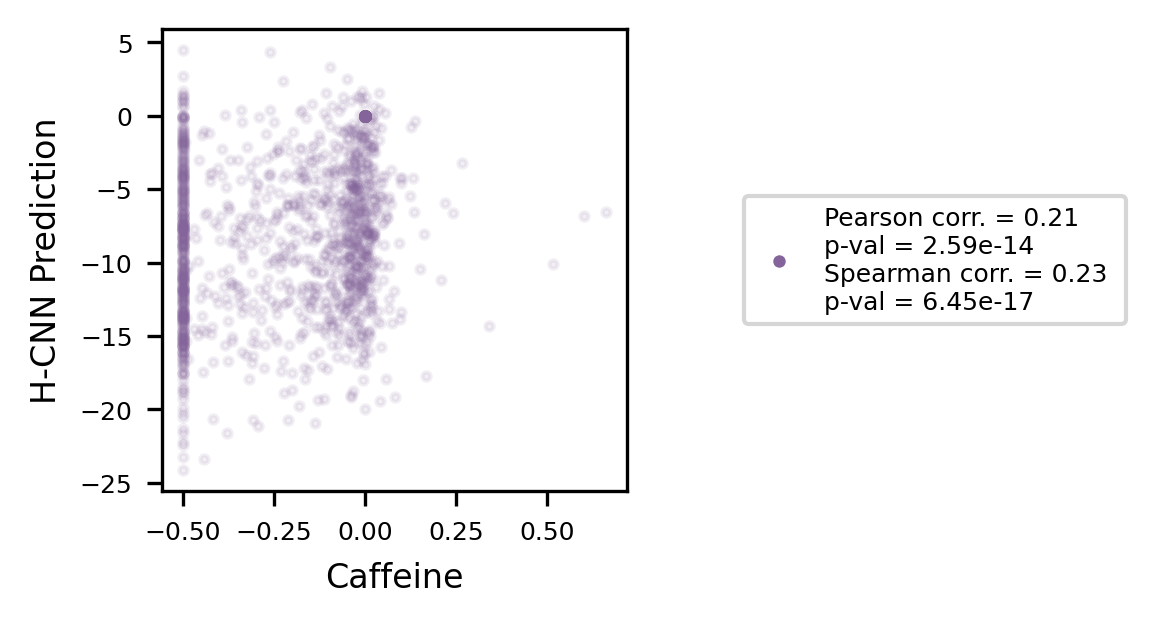 5
0
−5
−10
−15
−20
−25
H-CNN Prediction
−0.50 −0.25 0.00 0.25 0.50
Caffeine
Pearson corr. = 0.21
p-val = 2.59e-14
Spearman corr. = 0.23
p-val = 6.45e-17